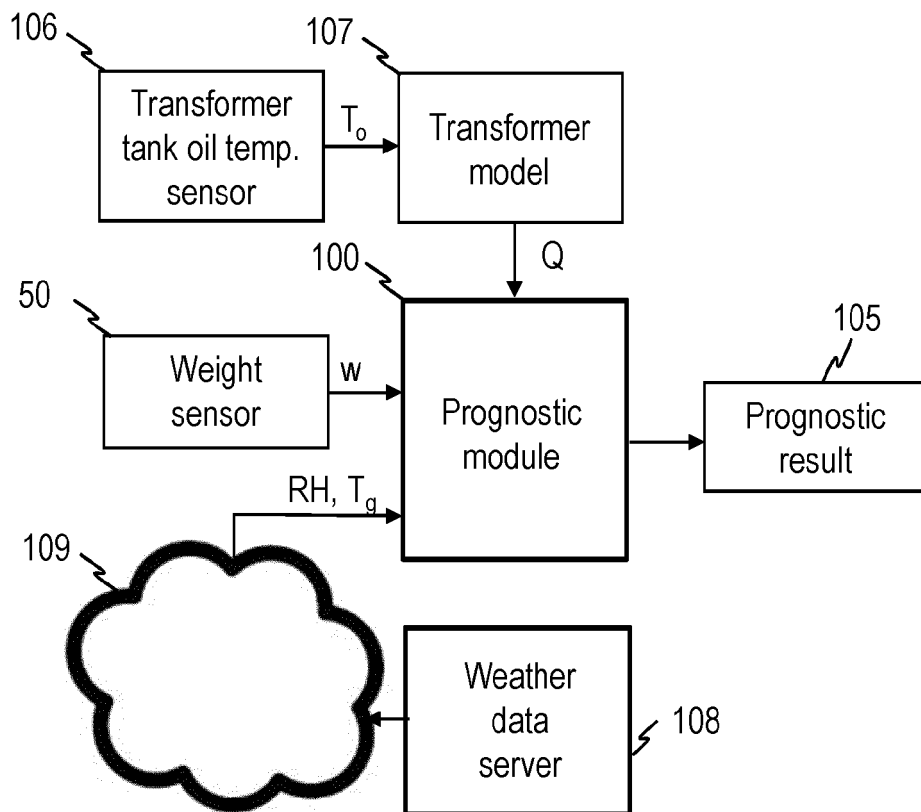 106
107
Transformer
tank oil temp.
sensor
To
Transformer
model
100
Q
50
105
Weight
sensor
w
Prognostic
module
Prognostic
result
RH, Tg
109
Weather
data
server
108